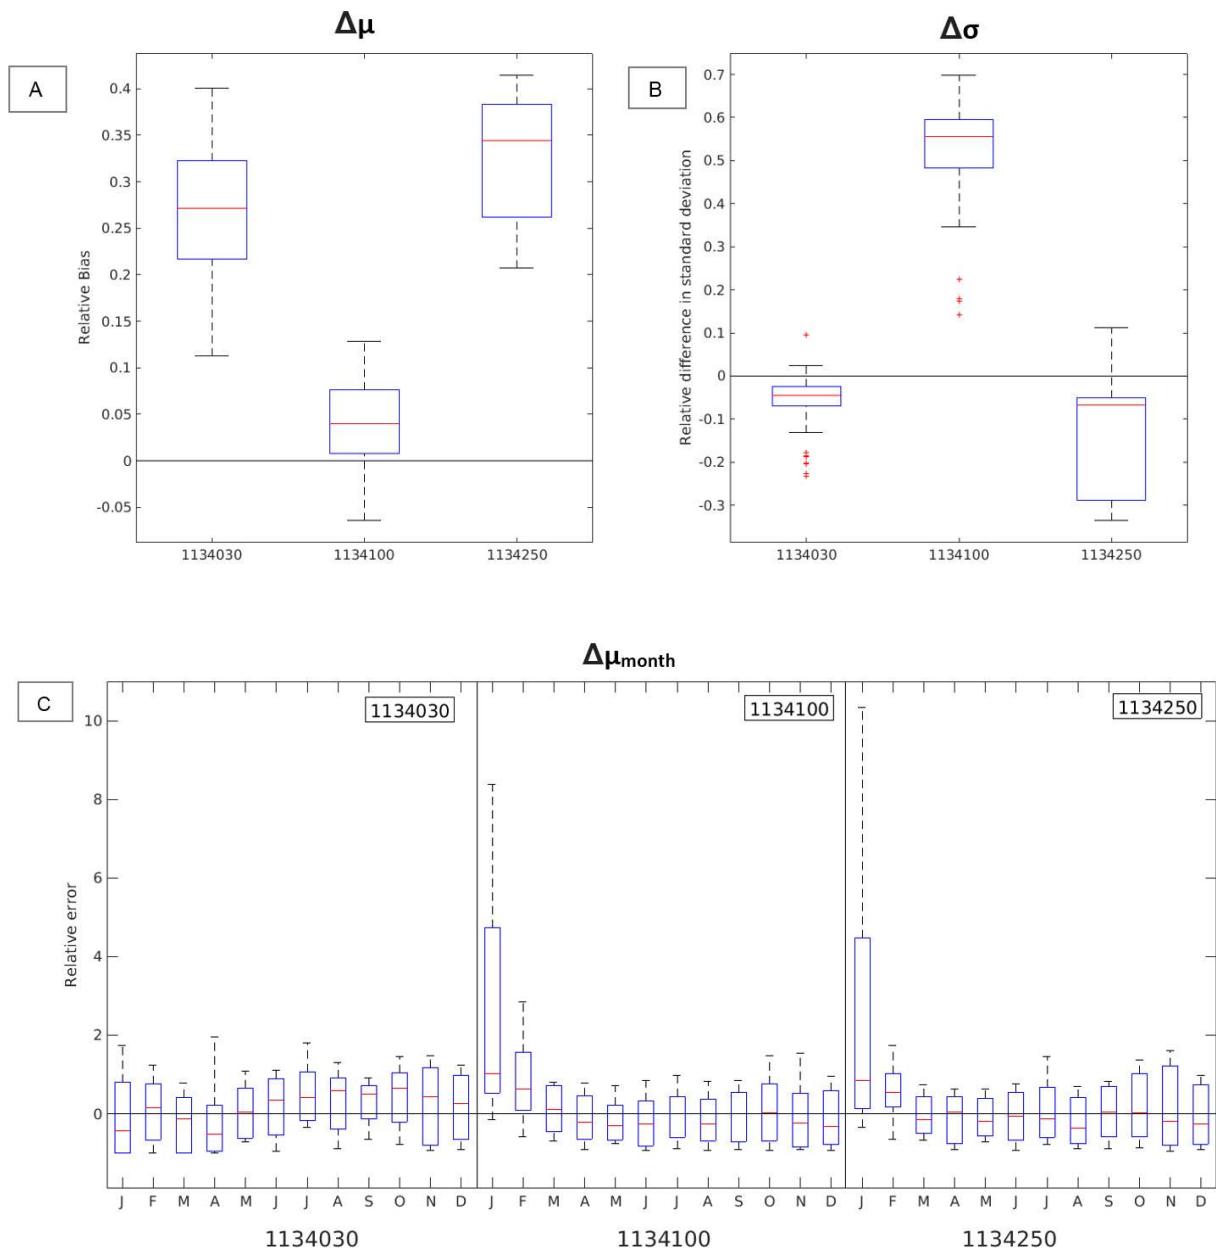 Δμ
A
Relative Bias
0.4
0.35
0.3
0.25
0.2
0.15
0.1
0.05
0
-0.05
1134030 1134100 1134250
Δσ
B
Relative difference in standard deviation
0.7
0.6
0.5
0.4
0.3
0.2
0.1
0
-0.1
-0.2
-0.3
1134030 1134100 1134250
Δμmonth
C
1134030 1134100 1134250
Relative error
10
8
6
4
2
0
J F M A M J J A S O N D J F M A M J J A S O N D J F M A M J J A S O N D
1134030 1134100 1134250